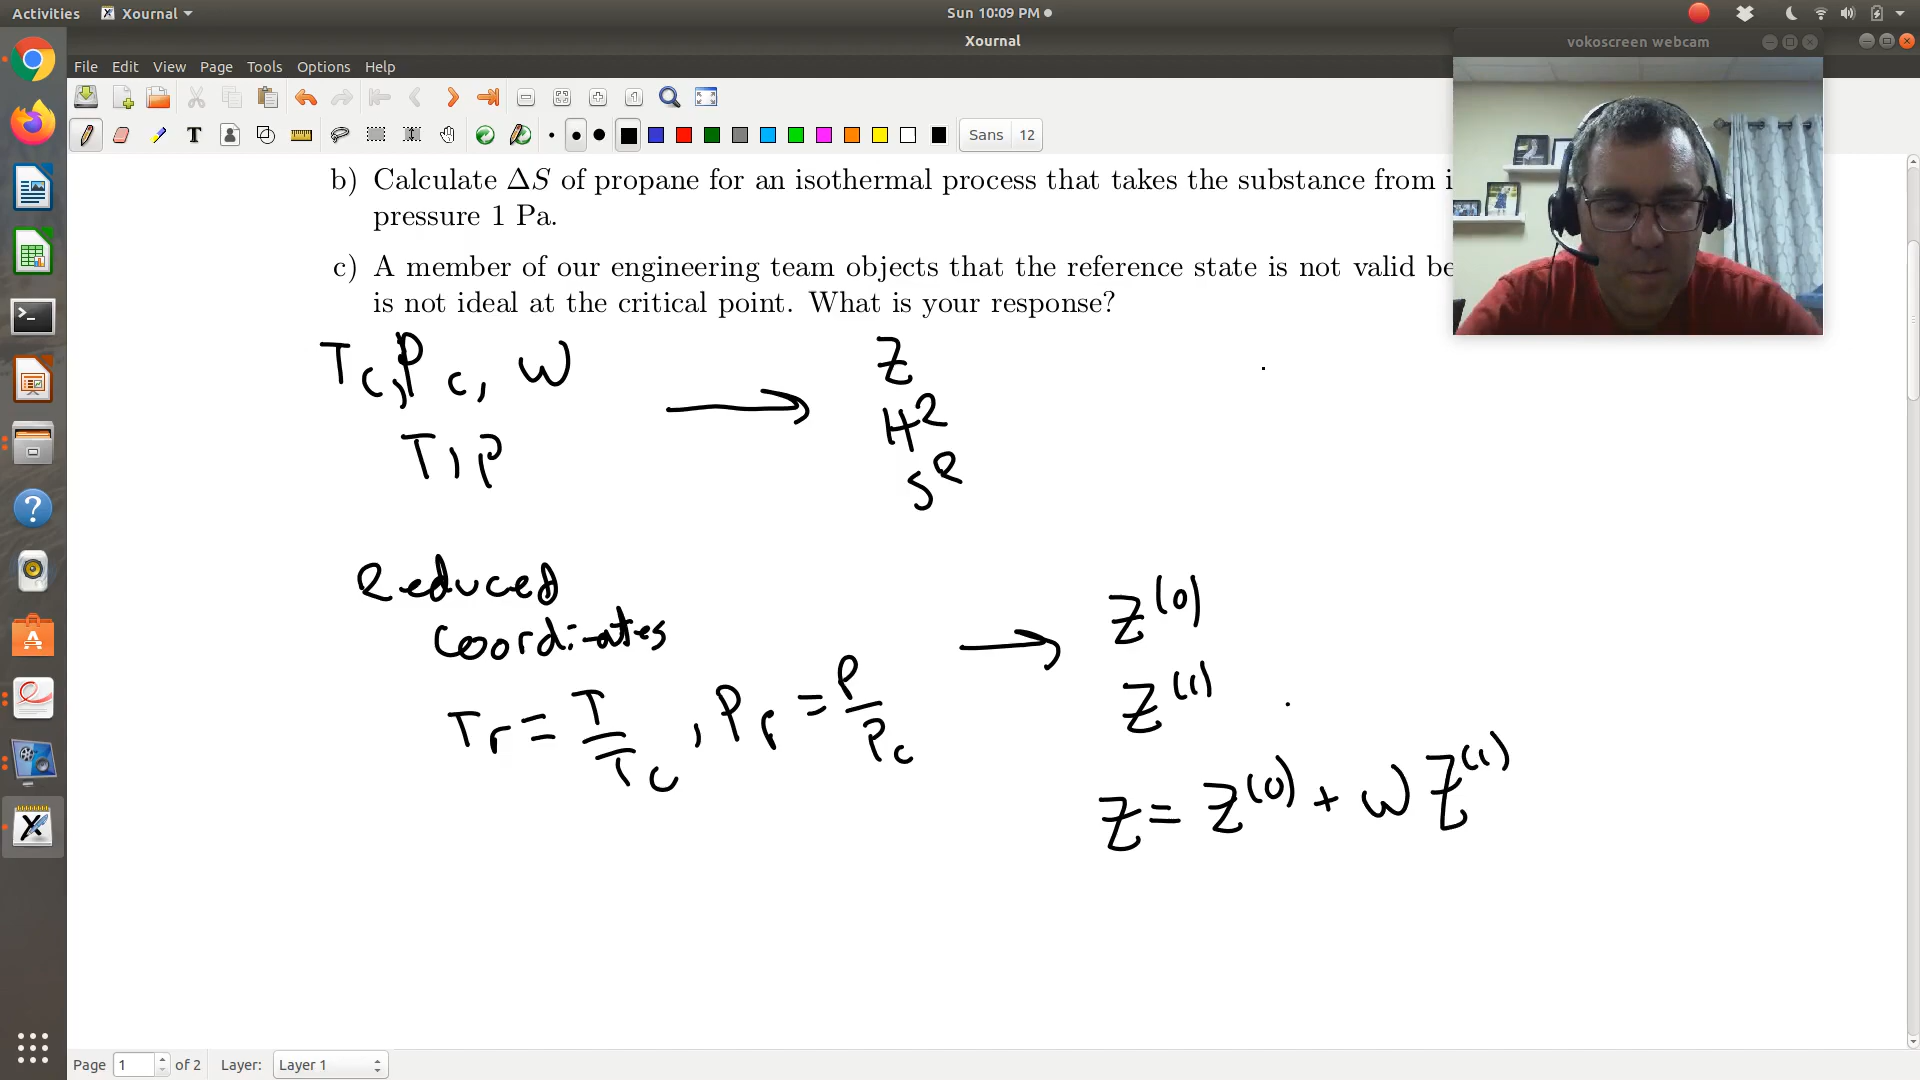 Activities Xournal Sun 10:09 PM
Xournal
vokoscreen webcam
File Edit View Page Tools Options Help
T Sans 12
b) Calculate ΔS of propane for an isothermal process that takes the substance from i
pressure 1 Pa.
c) A member of our engineering team objects that the reference state is not valid be
is not ideal at the critical point. What is your response?
Tc, Pc, ω → Z
H^R
T, P
S^R
Reduced
coordinates → Z^(0)
Z^(1)
Tr = T/Tc, Pr = P/Pc
Z = Z^(0) + ω Z^(1)
Page 1 of 2 Layer: Layer 1